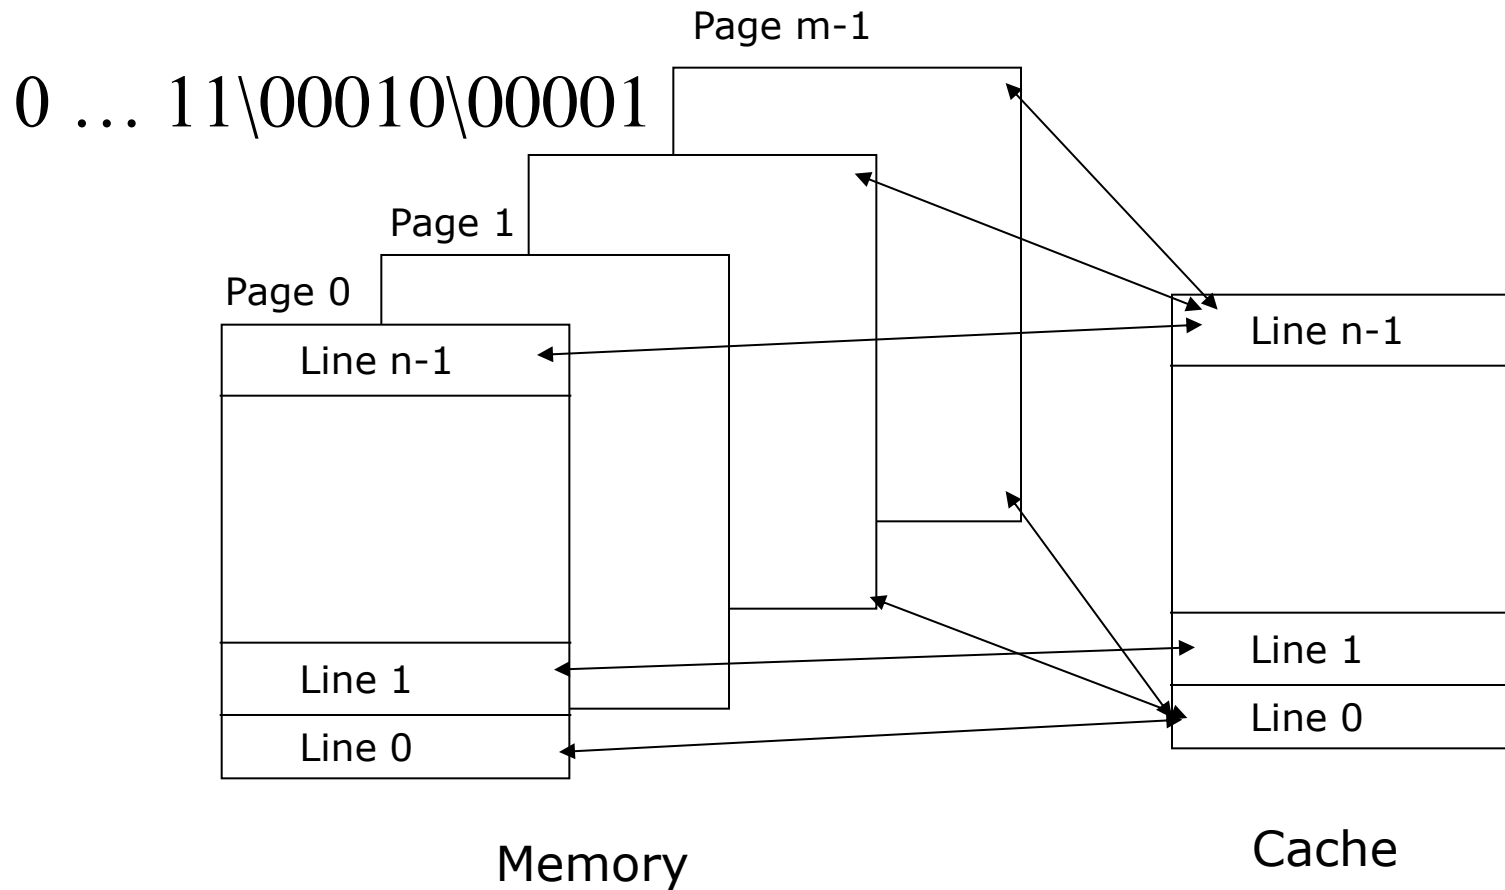 Page m-1
0 … 11\00010\00001
Page 1
Page 0
Line n-1
Line n-1
Line 1
Line 1
Line 0
Line 0
Memory
Cache